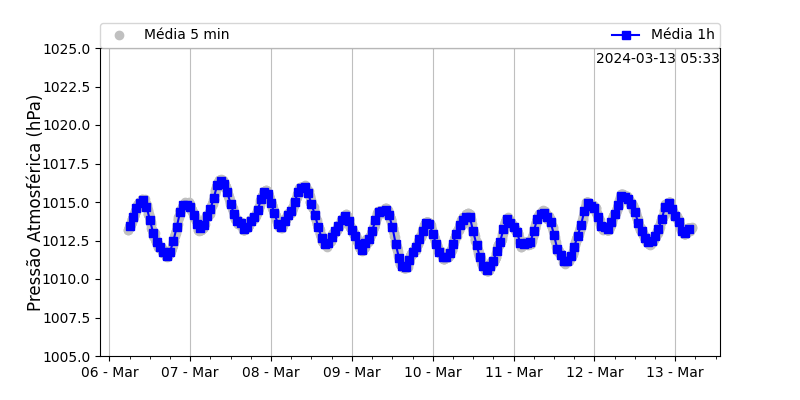 Média 5 min
Média 1h
2024-03-13 05:33
Pressão Atmosférica (hPa)
1025.0
1022.5
1020.0
1017.5
1015.0
1012.5
1010.0
1007.5
1005.0
06 - Mar
07 - Mar
08 - Mar
09 - Mar
10 - Mar
11 - Mar
12 - Mar
13 - Mar